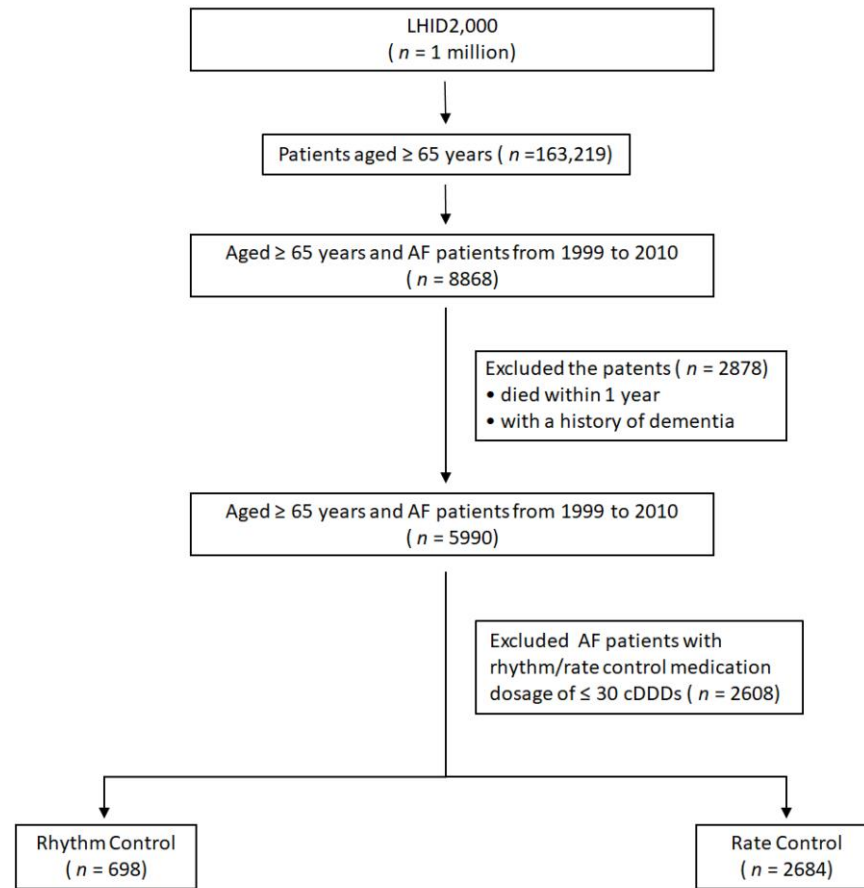 LHID2,000
( n = 1 million)
Patients aged ≥ 65 years ( n =163,219)
Aged ≥ 65 years and AF patients from 1999 to 2010
( n = 8868)
Excluded the patents ( n = 2878)
• died within 1 year
• with a history of dementia
Aged ≥ 65 years and AF patients from 1999 to 2010
( n = 5990)
Excluded AF patients with
rhythm/rate control medication
dosage of ≤ 30 cDDDs ( n = 2608)
Rhythm Control
( n = 698)
Rate Control
( n = 2684)